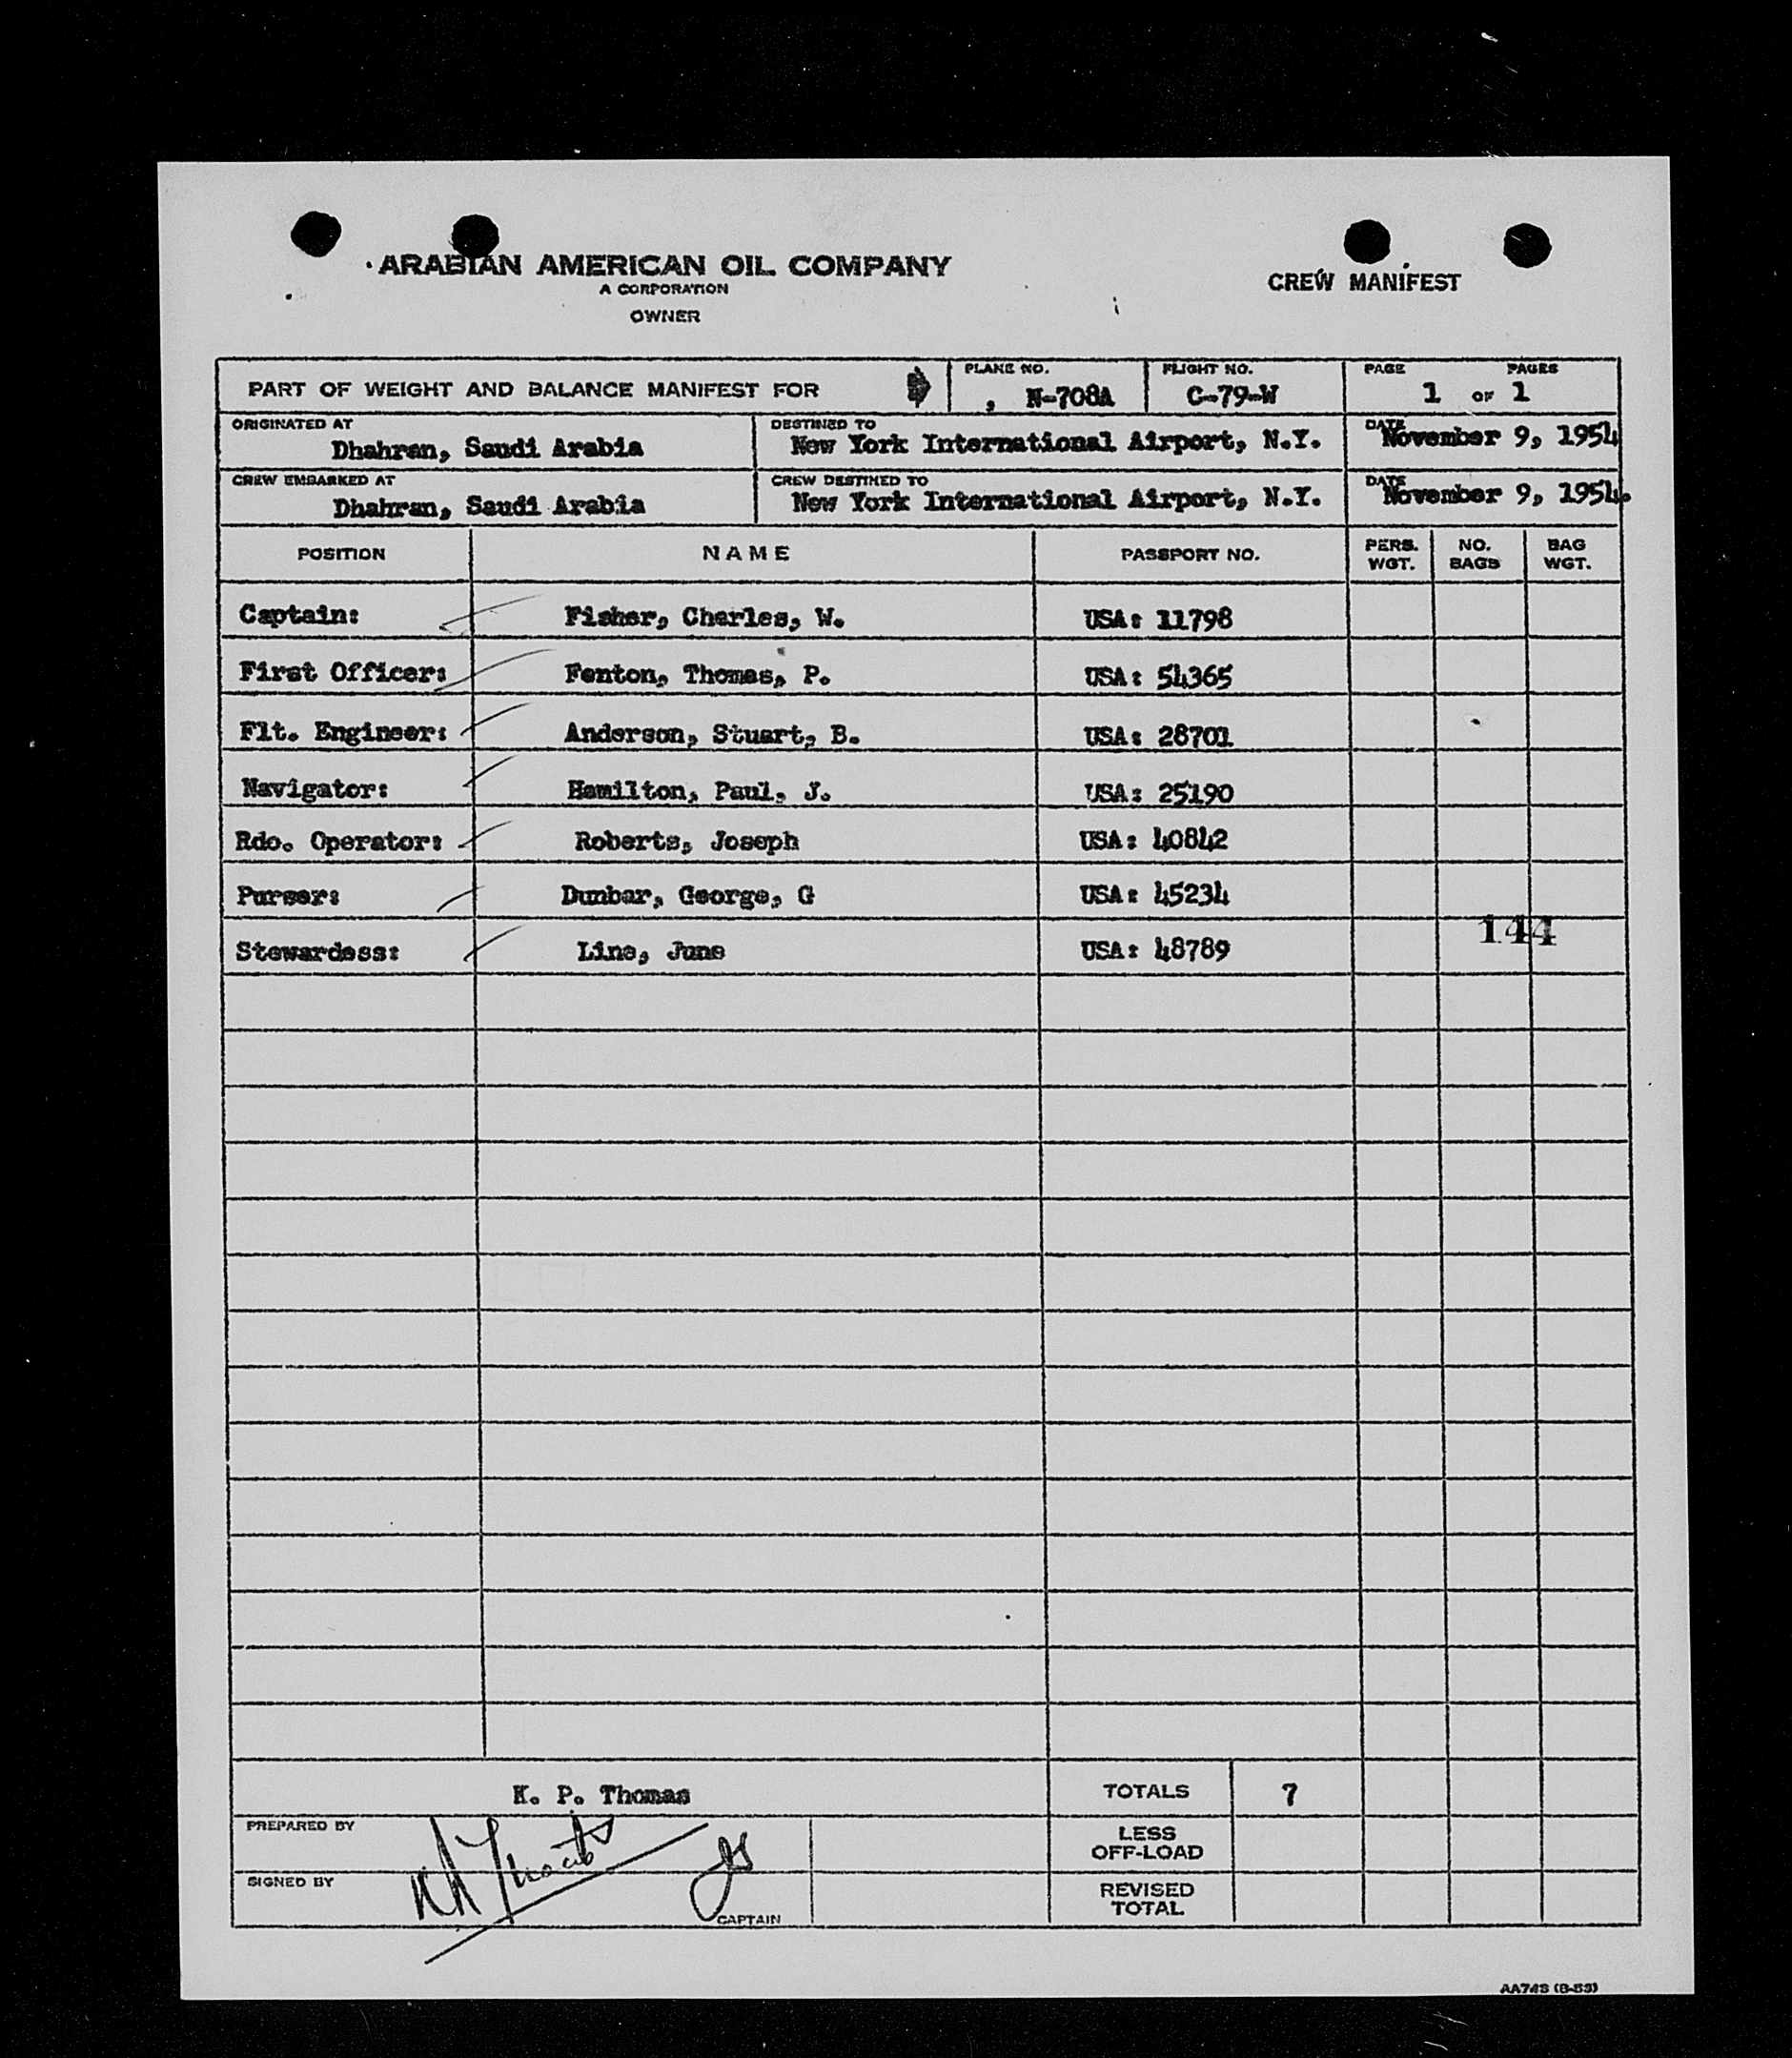 ARABIAN AMERICAN OIL COMPANY
A CORPORATION
OWNER
CREW MANIFEST
PART OF WEIGHT AND BALANCE MANIFEST FOR
PLANE NO.
N-708A
FLIGHT NO.
C-79-W
PAGE PAGES
1 OF 1
ORIGINATED AT
Dhahran, Saudi Arabia
DESTINED TO
New York International Airport, N.Y.
DATE
November 9, 1954
CREW EMBARKED AT
Dhahran, Saudi Arabia
CREW DESTINED TO
New York International Airport, N.Y.
DATE
November 9, 1954.
POSITION NAME PASSPORT NO. PERS. WGT. NO. BAGS BAG WGT.
Captain: Fisher, Charles, W. USA: 11798
First Officer: Fenton, Thomas, P. USA: 54365
Flt. Engineer: Anderson, Stuart, B. USA: 28701
Navigator: Hamilton, Paul, J. USA: 25190
Rdo. Operator: Roberts, Joseph USA: 40842
Purser: Dunbar, George, G USA: 45234
144
Stewardess: Line, June USA: 48789
K. P. Thomas TOTALS 7
PREPARED BY
LESS
OFF-LOAD
SIGNED BY
CAPTAIN
REVISED
TOTAL
AA743 (8-53)